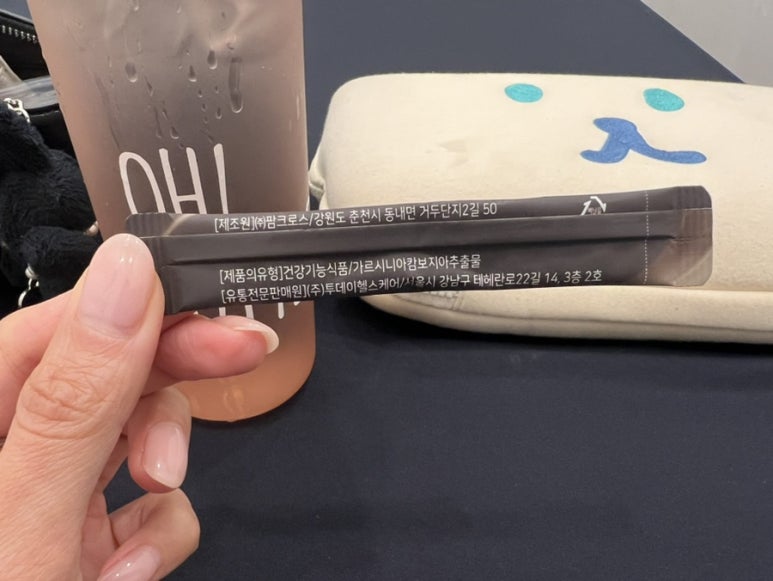 OH!
[제조원](주)팜크로스/강원도 춘천시 동내면 거두단지2길 50
[제품의유형]건강기능식품/가르시니아캄보지아추출물
[유통전문판매원](주)투데이헬스케어/서울시 강남구 테헤란로22길 14, 3층 2호